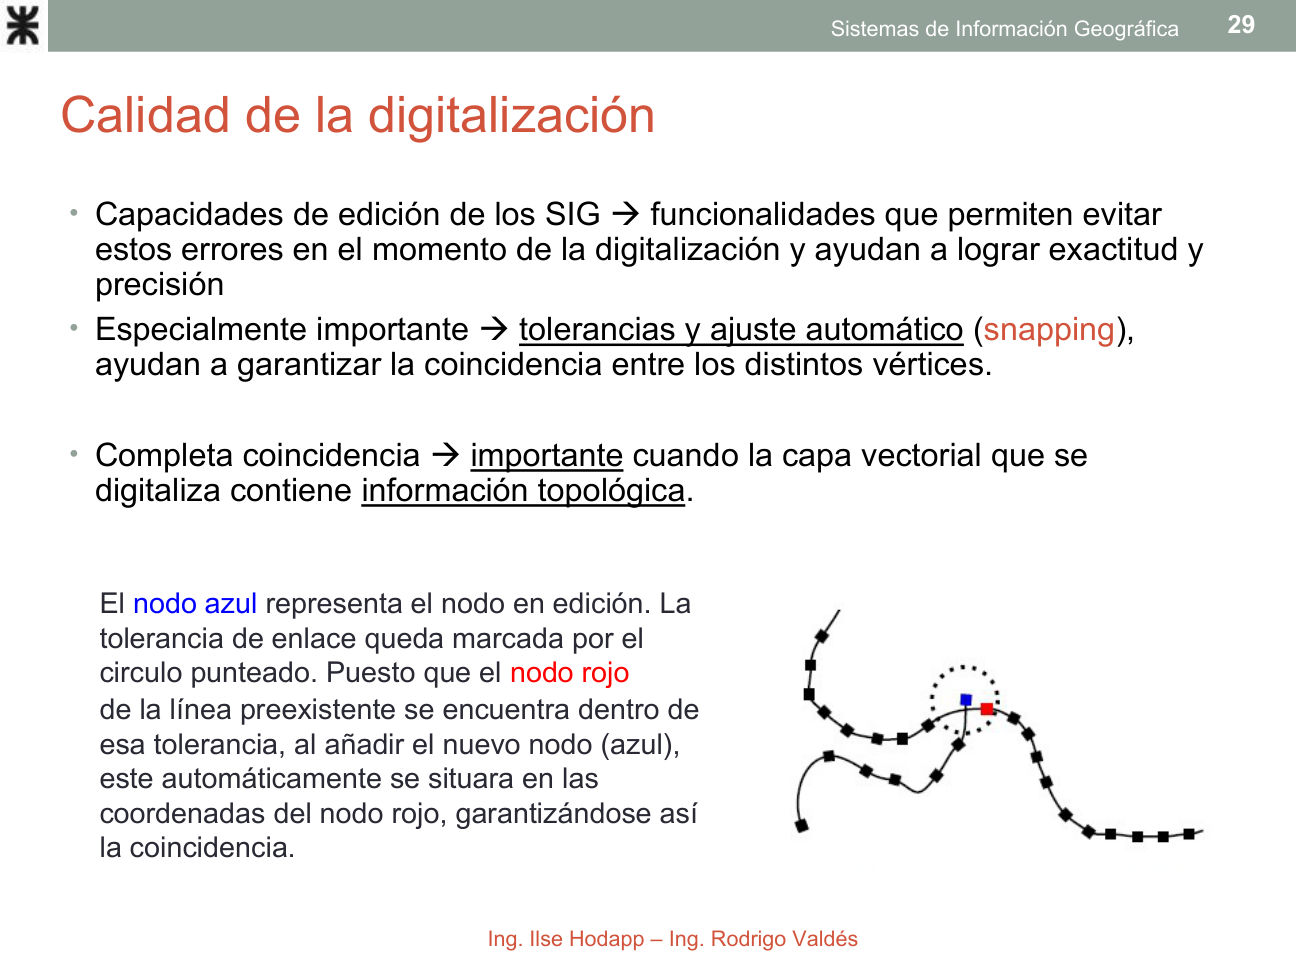 Sistemas de Información Geográfica 29
Calidad de la digitalización
• Capacidades de edición de los SIG → funcionalidades que permiten evitar
estos errores en el momento de la digitalización y ayudan a lograr exactitud y
precisión
• Especialmente importante → tolerancias y ajuste automático (snapping),
ayudan a garantizar la coincidencia entre los distintos vértices.
• Completa coincidencia → importante cuando la capa vectorial que se
digitaliza contiene información topológica.
El nodo azul representa el nodo en edición. La
tolerancia de enlace queda marcada por el
circulo punteado. Puesto que el nodo rojo
de la línea preexistente se encuentra dentro de
esa tolerancia, al añadir el nuevo nodo (azul),
este automáticamente se situara en las
coordenadas del nodo rojo, garantizándose así
la coincidencia.
Ing. Ilse Hodapp – Ing. Rodrigo Valdés